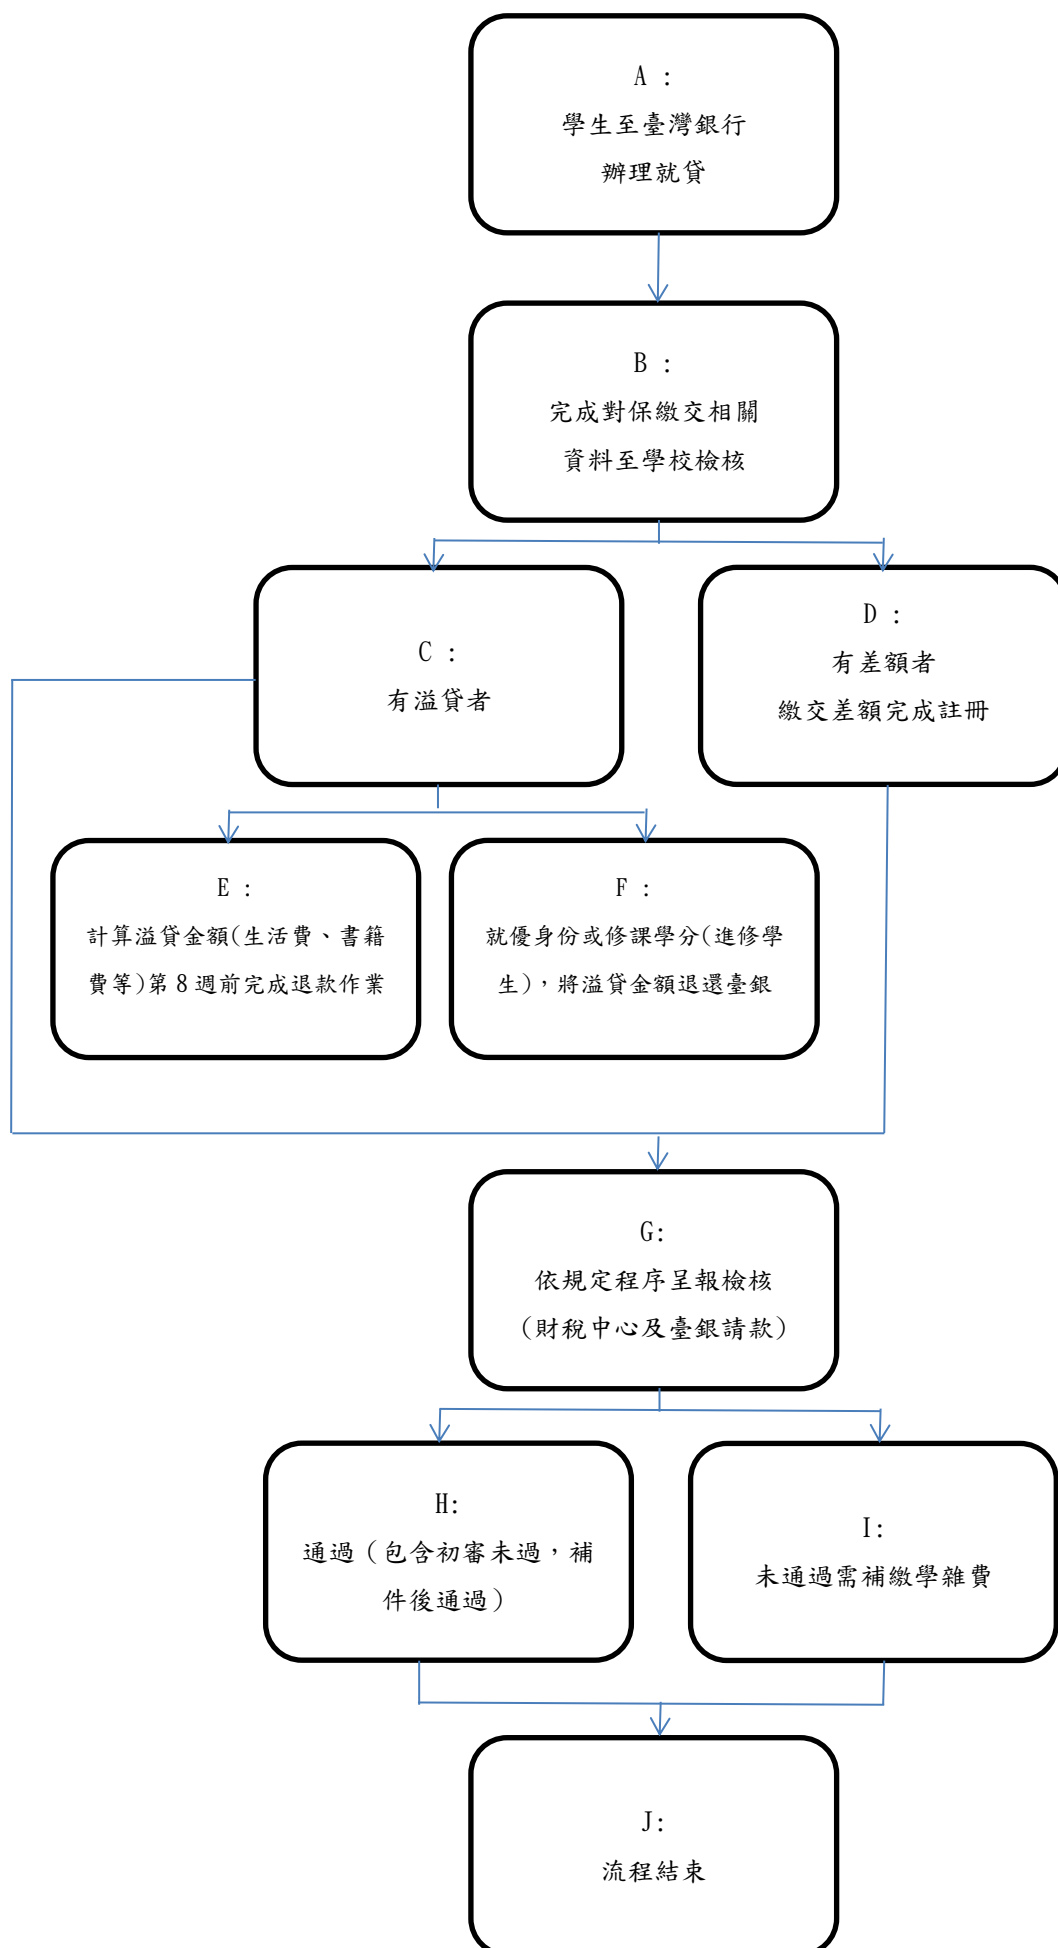 A :
學生至臺灣銀行
辦理就貸
B :
完成對保繳交相關
資料至學校檢核
C :
有溢貸者
D :
有差額者
繳交差額完成註冊
E :
計算溢貸金額(生活費、書籍
費等)第8週前完成退款作業
F :
就優身份或修課學分(進修學
生)，將溢貸金額退還臺銀
G:
依規定程序呈報檢核
(財稅中心及臺銀請款)
H:
通過（包含初審未過，補
件後通過）
I:
未通過需補繳學雜費
J:
流程結束